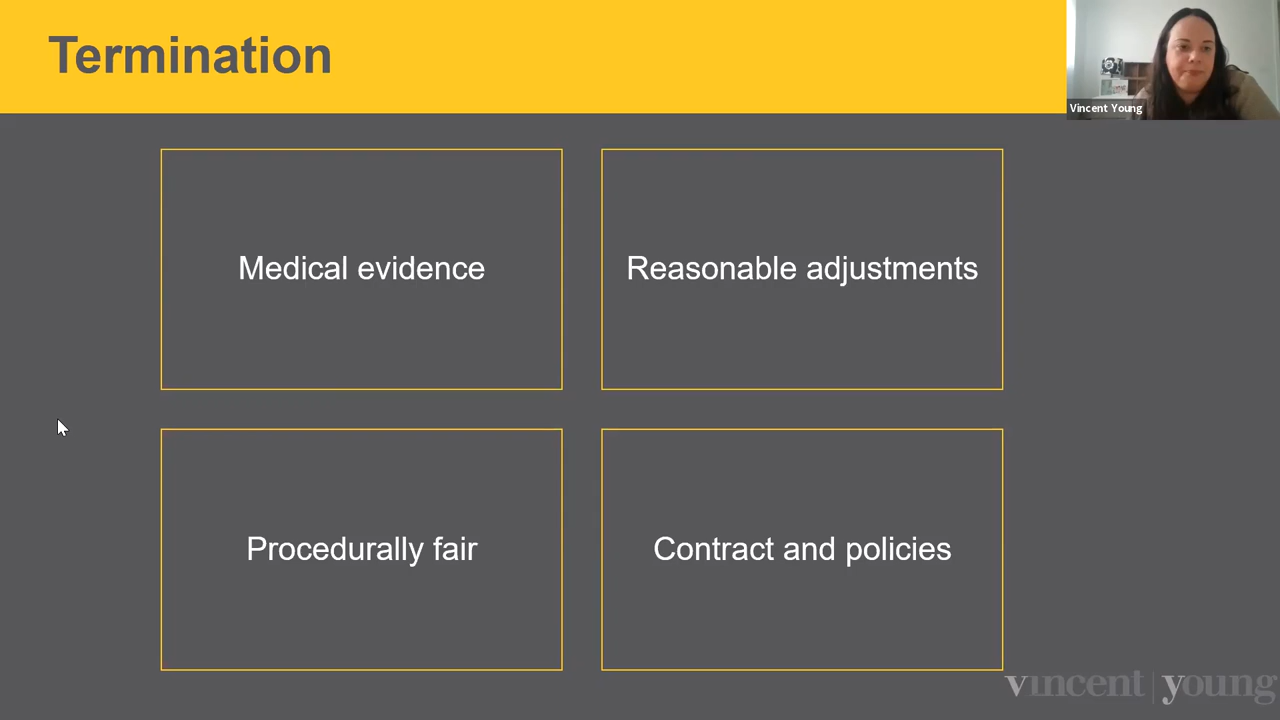 Termination
Vincent Young
Medical evidence
Reasonable adjustments
Procedurally fair
Contract and policies
vincent | young